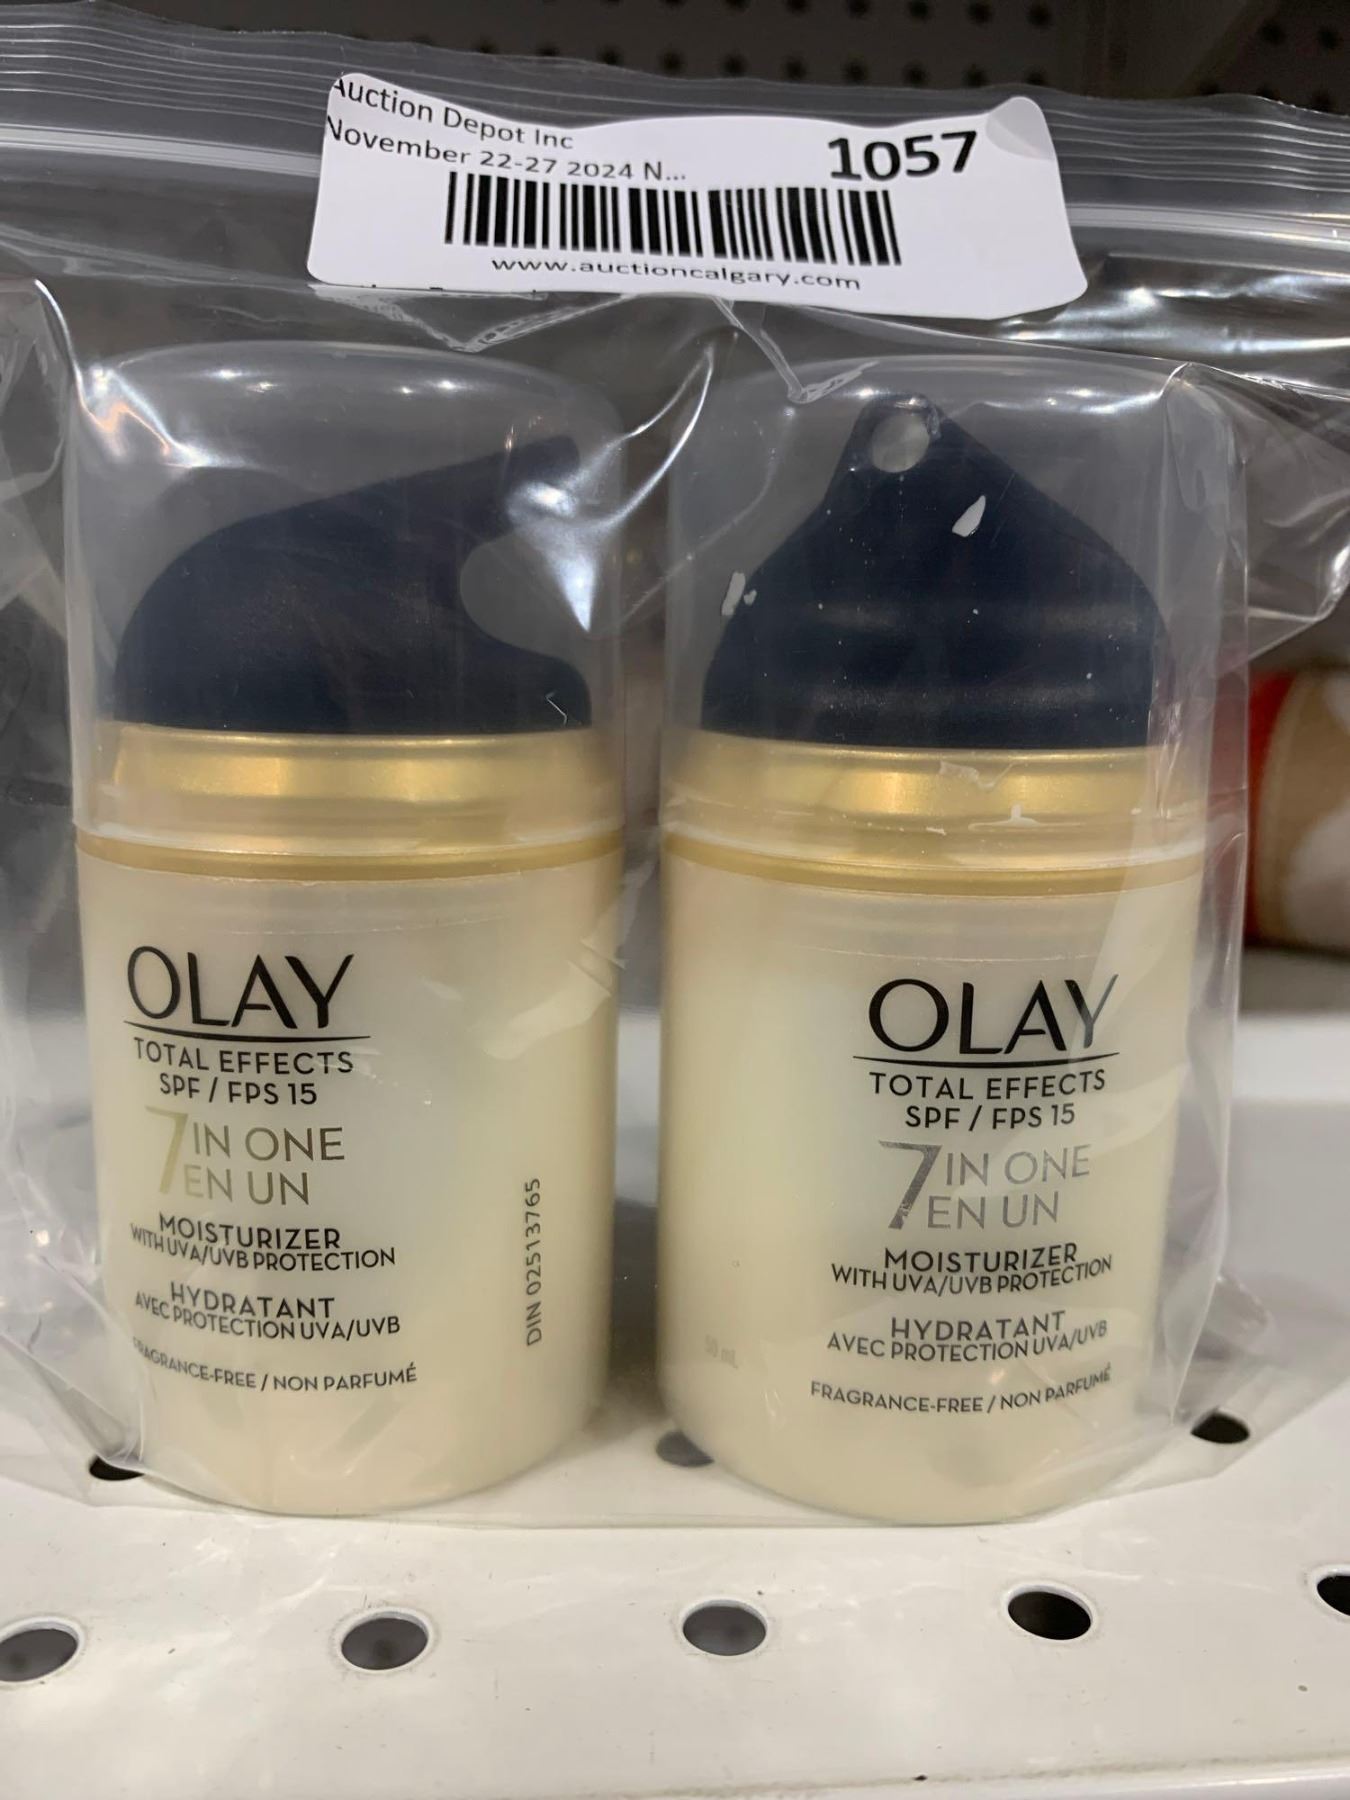 Auction Depot Inc
November 22-27 2024 N...
1057
www.auctioncalgary.com
OLAY
TOTAL EFFECTS
SPF / FPS 15
7 IN ONE
EN UN
MOISTURIZER
WITH UVA/UVB PROTECTION
HYDRATANT
AVEC PROTECTION UVA/UVB
FRAGRANCE-FREE / NON PARFUMÉ
DIN 02513765
OLAY
TOTAL EFFECTS
SPF / FPS 15
7 IN ONE
EN UN
MOISTURIZER
WITH UVA/UVB PROTECTION
HYDRATANT
AVEC PROTECTION UVA/UVB
FRAGRANCE-FREE / NON PARFUMÉ
50 mL